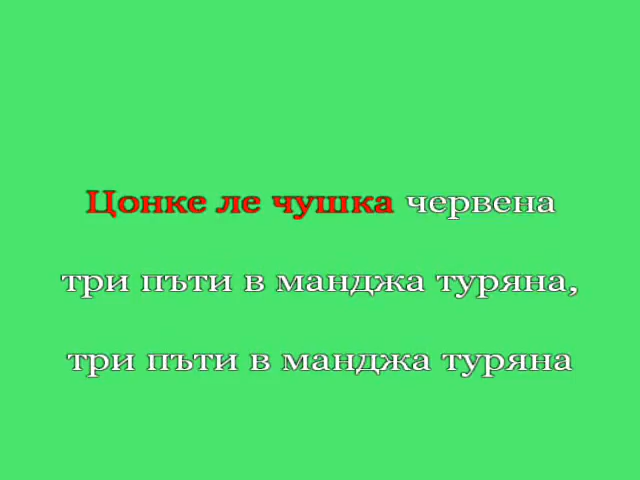 Цонке ле чушка червена
три пъти в манджа туряна,
три пъти в манджа туряна